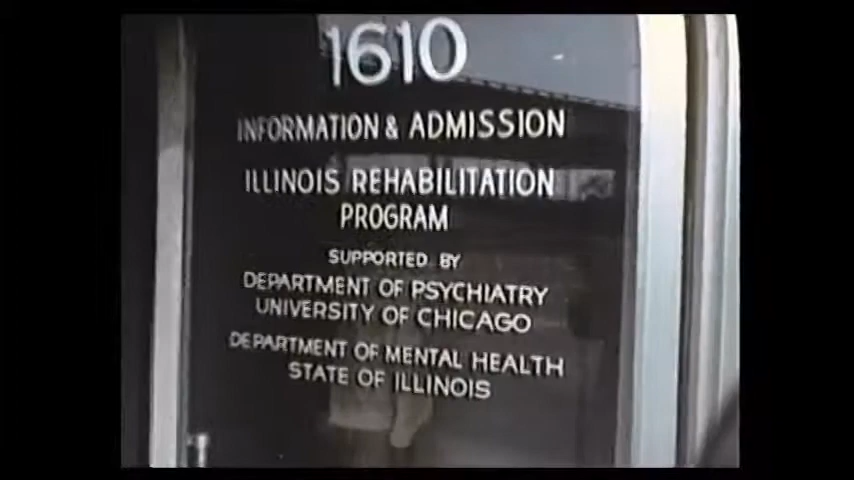 1610
INFORMATION & ADMISSION
ILLINOIS REHABILITATION
PROGRAM
SUPPORTED BY
DEPARTMENT OF PSYCHIATRY
UNIVERSITY OF CHICAGO
DEPARTMENT OF MENTAL HEALTH
STATE OF ILLINOIS